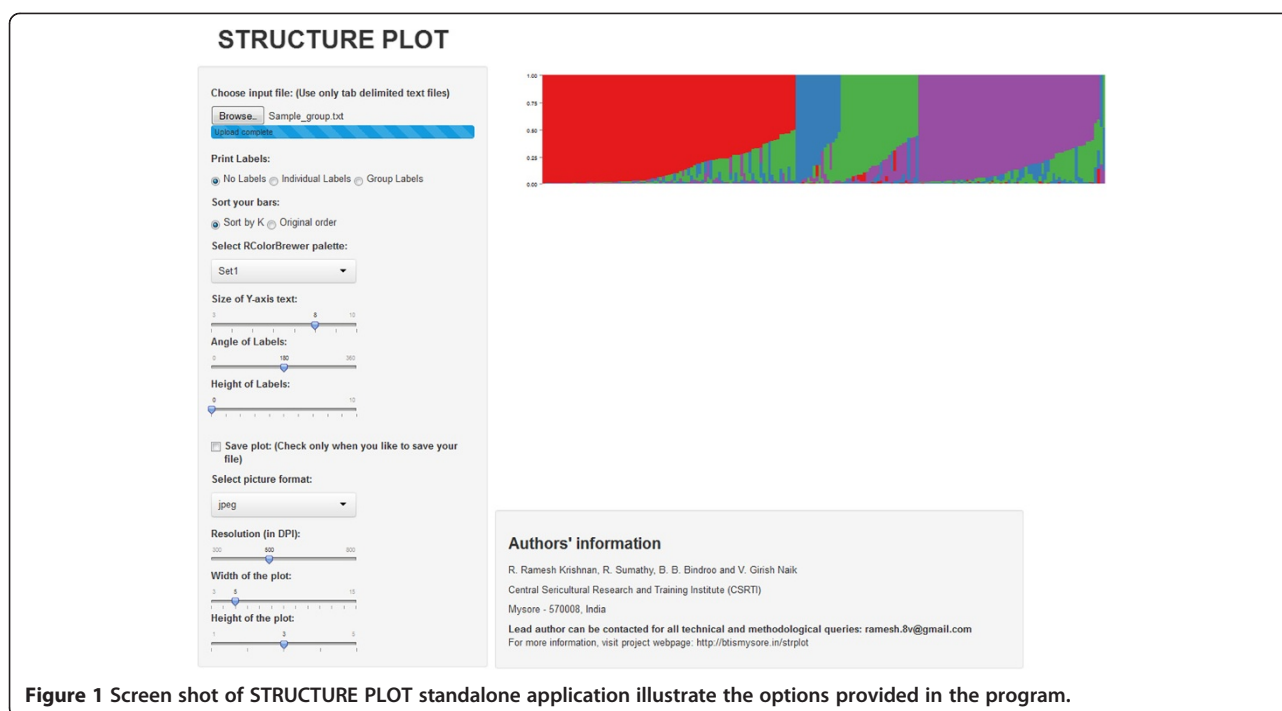 STRUCTURE PLOT
Choose input file: (Use only tab delimited text files)
Browse... Sample_group.txt
Upload complete
Print Labels:
No Labels Individual Labels Group Labels
Sort your bars:
Sort by K Original order
Select RColorBrewer palette:
Set1
Size of Y-axis text:
3 8 10
Angle of Labels:
0 180 360
Height of Labels:
0 10
Save plot: (Check only when you like to save your
file)
Select picture format:
jpeg
Resolution (in DPI):
300 500
Width of the plot:
3 5 15
Height of the plot:
1 3 5
1.00
0.75
0.50
0.25
0.00
Authors' information
R. Ramesh Krishnan, R. Sumathy, B. B. Bindroo and V. Girish Naik
Central Sericultural Research and Training Institute (CSRTI)
Mysore - 570008, India
Lead author can be contacted for all technical and methodological queries: ramesh.8v@gmail.com
For more information, visit project webpage: http://btismysore.in/strplot
Figure 1 Screen shot of STRUCTURE PLOT standalone application illustrate the options provided in the program.